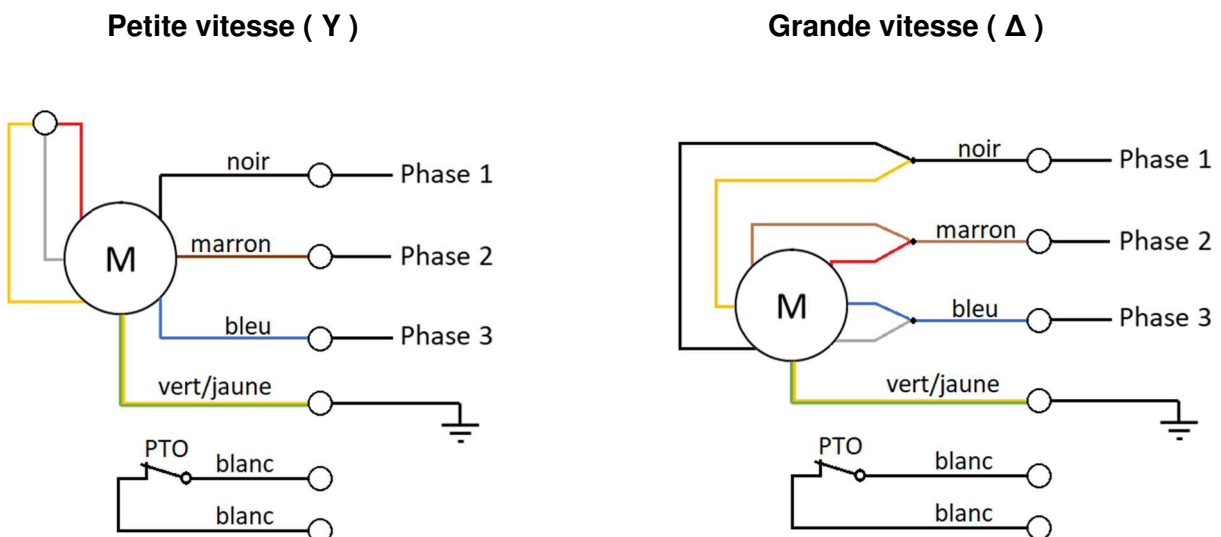 Petite vitesse ( Y )
noir
Phase 1
marron
M
Phase 2
bleu
Phase 3
vert/jaune
PTO
blanc
blanc
Grande vitesse ( Δ )
noir
Phase 1
marron
Phase 2
M
bleu
Phase 3
vert/jaune
PTO
blanc
blanc